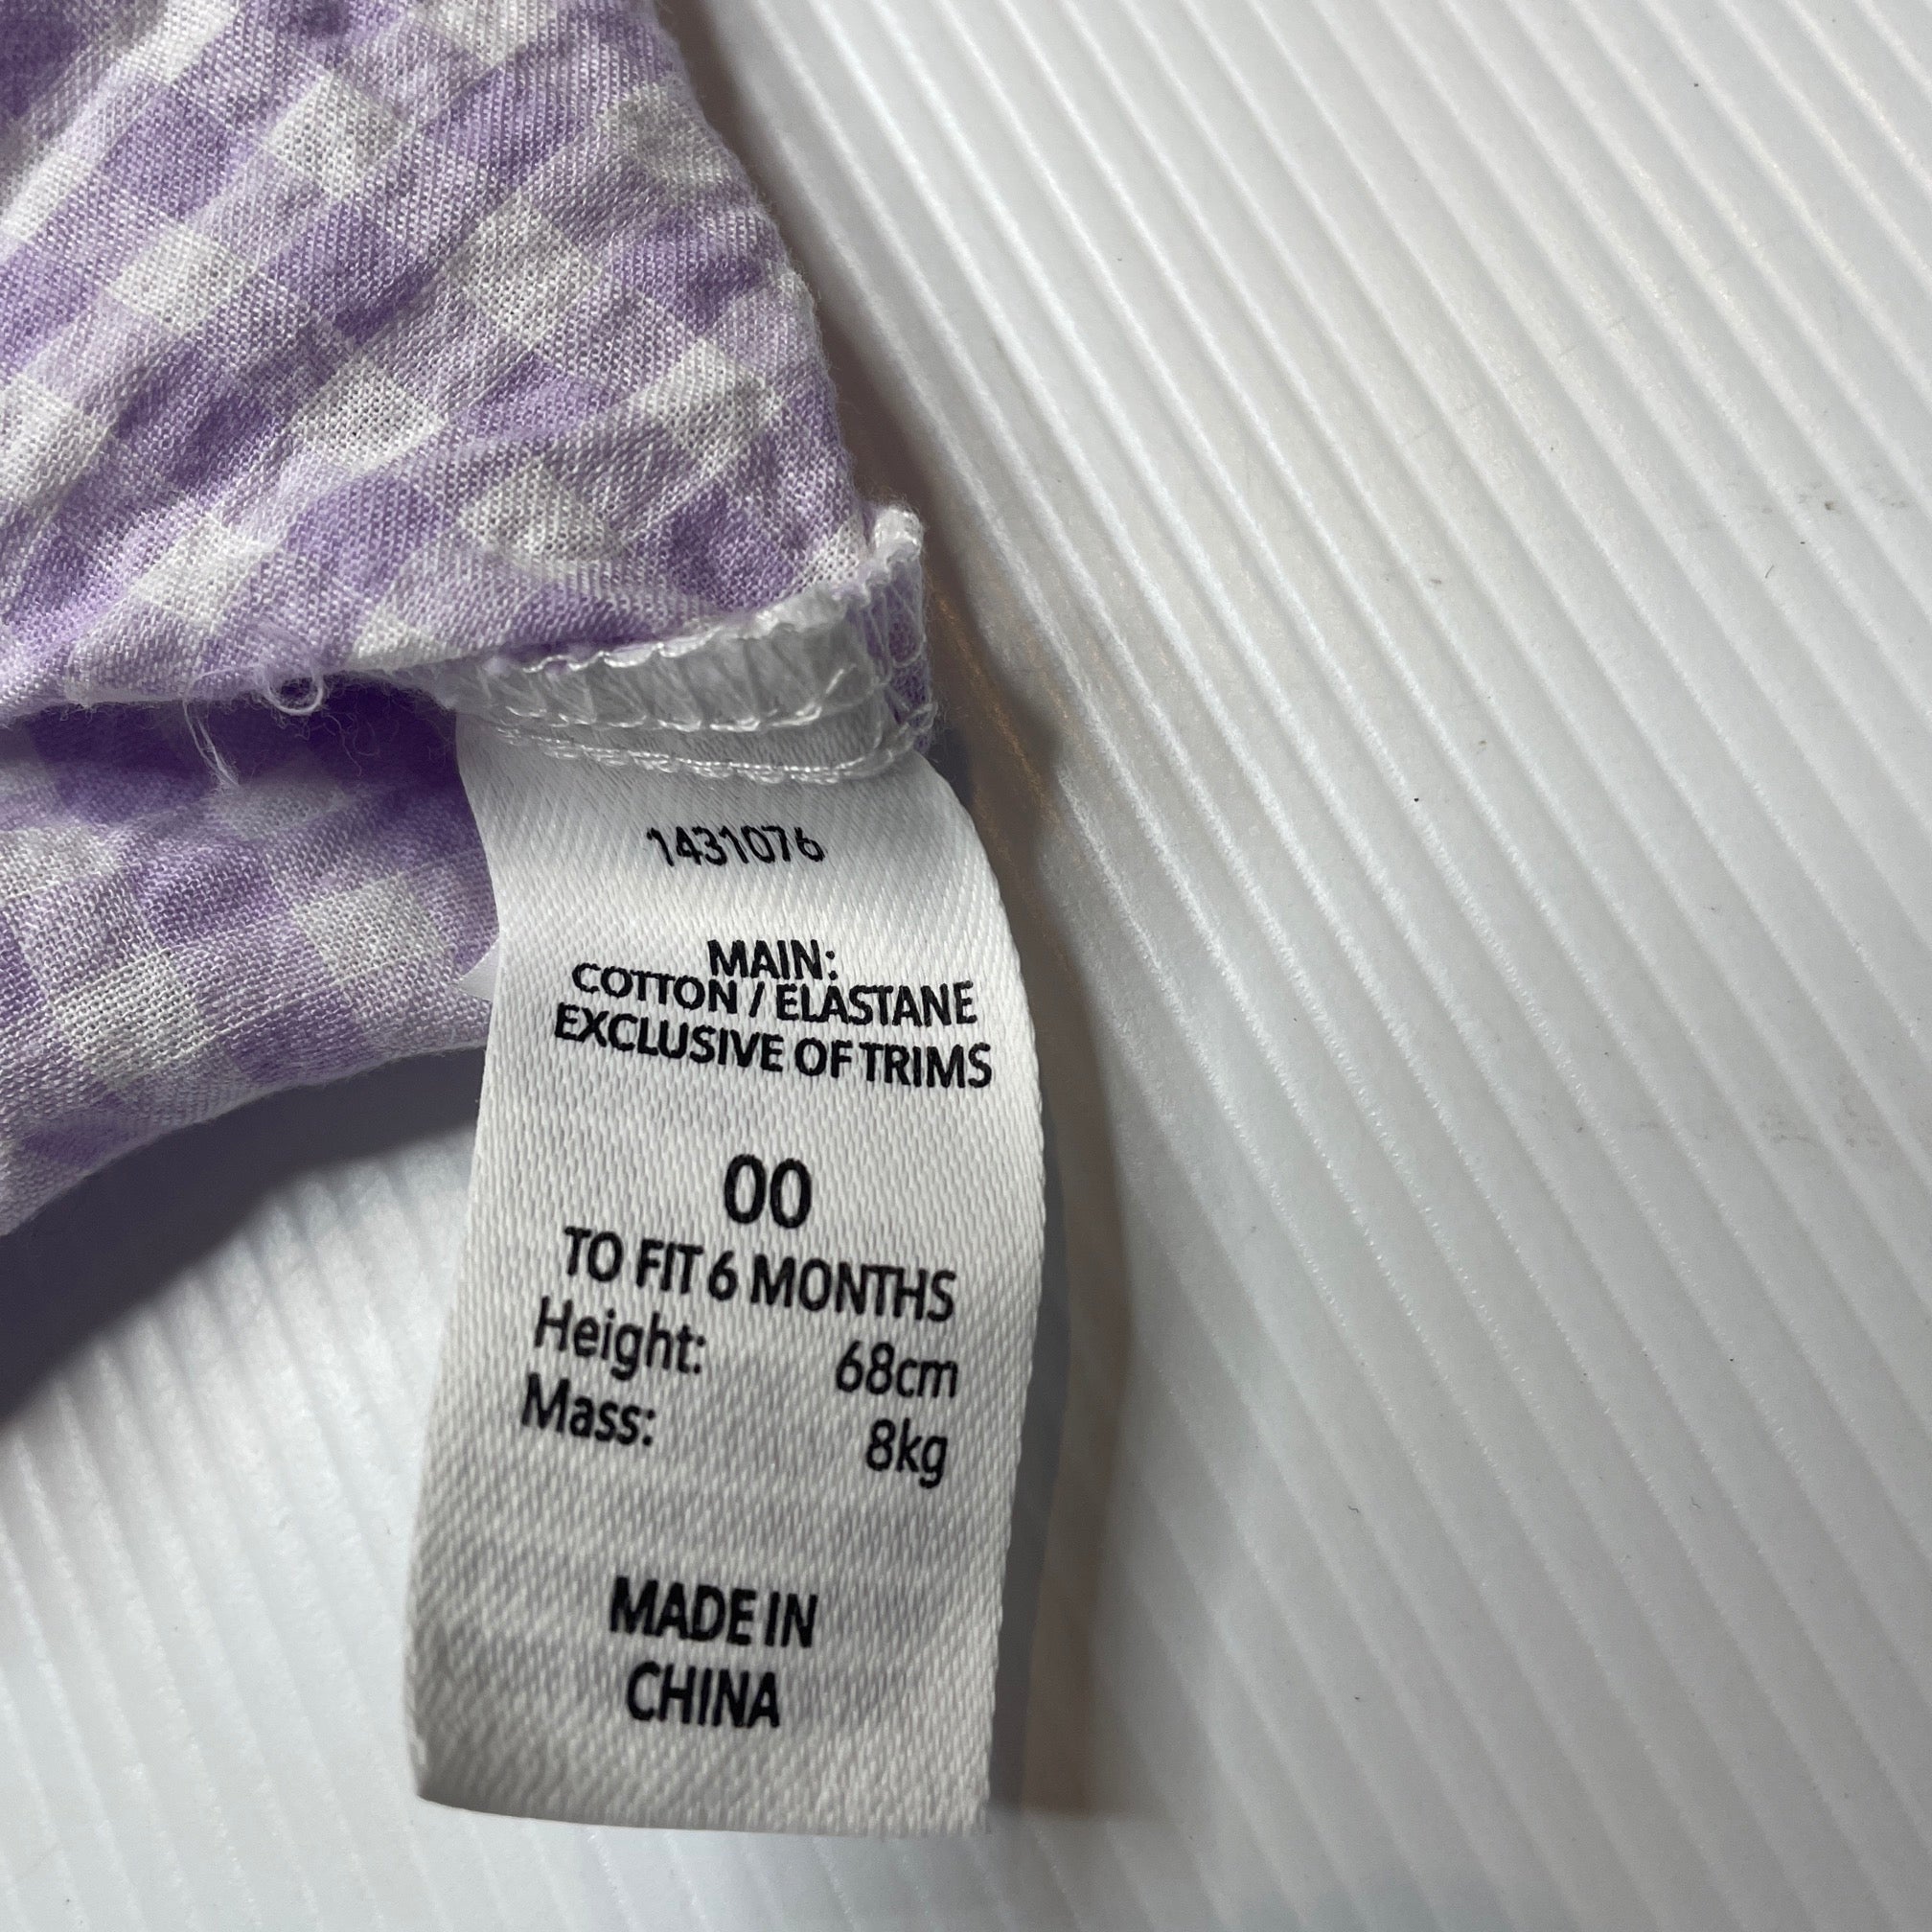 1431076
MAIN:
COTTON / ELASTANE
EXCLUSIVE OF TRIMS
00
TO FIT 6 MONTHS
Height: 68cm
Mass: 8kg
MADE IN
CHINA